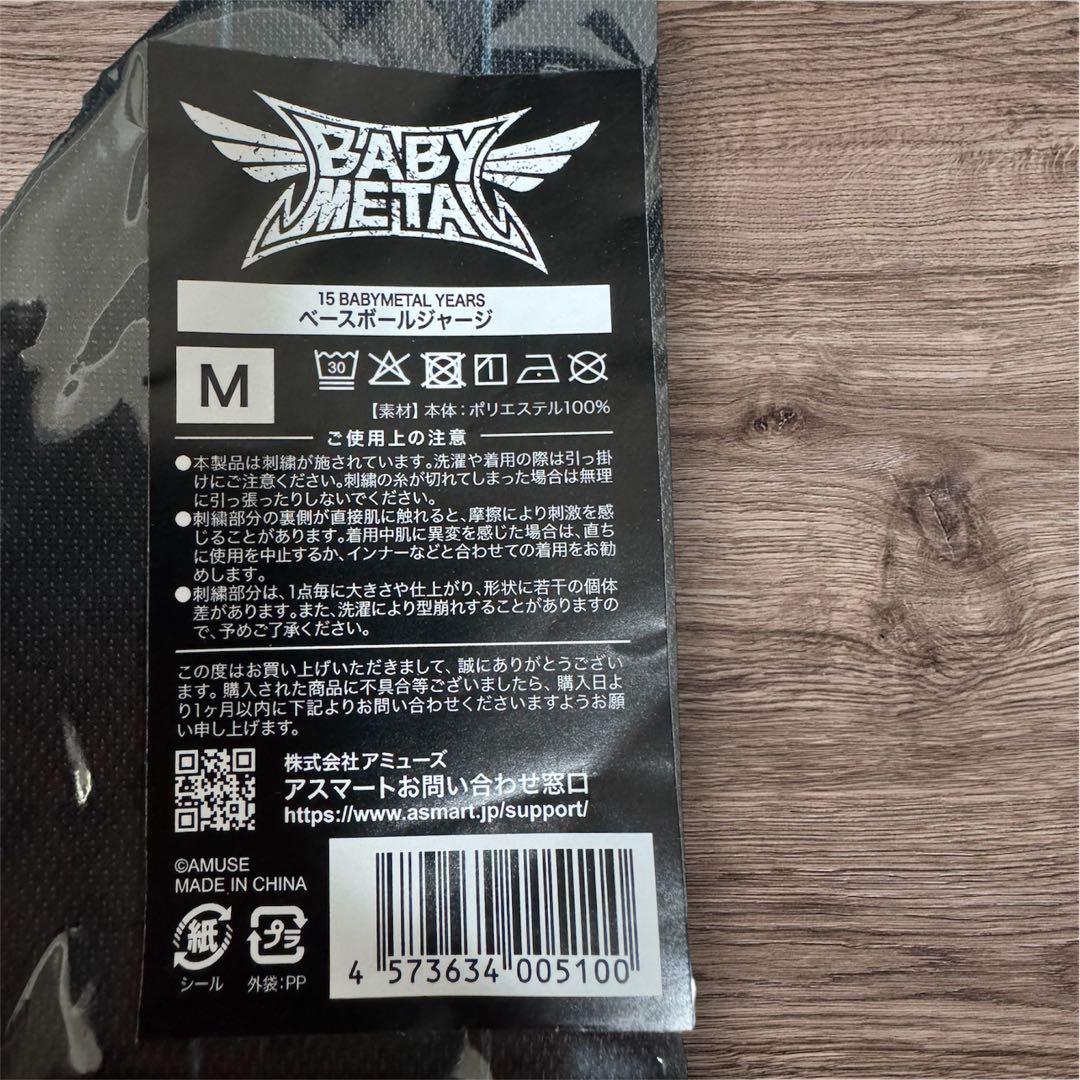 BABY
METAL
15 BABYMETAL YEARS
ベースボールジャージ
M
30
【素材】本体：ポリエステル100%
ご使用上の注意
●本製品は刺繍が施されています。洗濯や着用の際は引っ掛
けにご注意ください。刺繍の糸が切れてしまった場合は無理
に引っ張ったりしないでください。
●刺繍部分の裏側が直接肌に触れると、摩擦により刺激を感
じることがあります。着用中肌に異変を感じた場合は、直ち
に使用を中止するか、インナーなどと合わせての着用をお勧
めします。
●刺繍部分は、1点毎に大きさや仕上がり、形状に若干の個体
差があります。また、洗濯により型崩れすることがありますの
で、予めご了承ください。
この度はお買い上げいただきまして、誠にありがとうござい
ます。購入された商品に不具合等ございましたら、購入日よ
り1ヶ月以内に下記よりお問い合わせくださいますようお願
い申し上げます。
株式会社アミューズ
アスマートお問い合わせ窓口
https://www.asmart.jp/support/
©AMUSE
MADE IN CHINA
紙
プラ
シール
外袋：PP
4 573634 005100